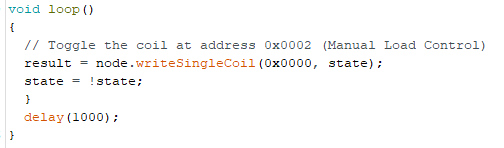 void loop()
{
  // Toggle the coil at address 0x0002 (Manual Load Control)
  result = node.writeSingleCoil(0x0000, state);
  state = !state;
  }
  delay(1000);
}